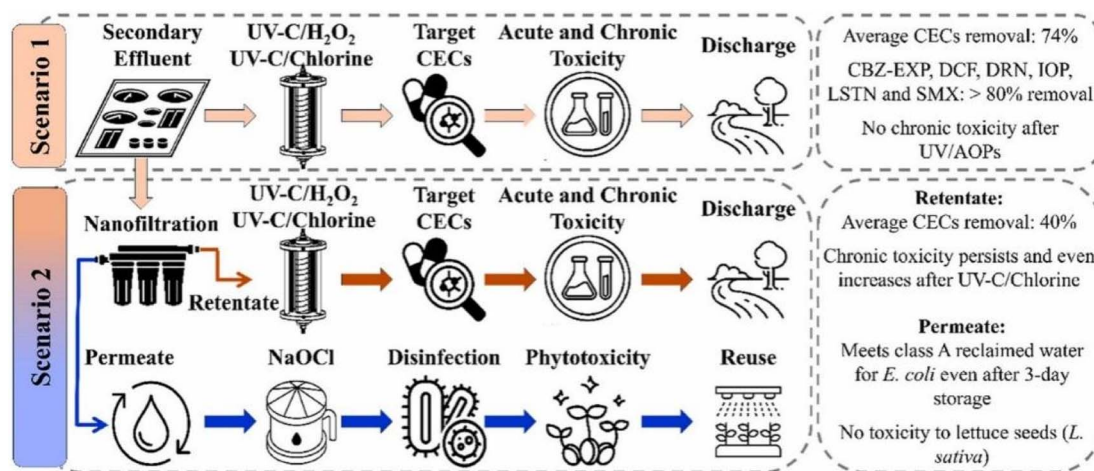 Scenario 1
Secondary
Effluent
UV-C/H₂O₂
UV-C/Chlorine
Target
CECs
Acute and Chronic
Toxicity
Discharge
Average CECs removal: 74%
CBZ-EXP, DCF, DRN, IOP,
LSTN and SMX: > 80% removal
No chronic toxicity after
UV/AOPs
Scenario 2
Nanofiltration
Retentate
UV-C/H₂O₂
UV-C/Chlorine
Target
CECs
Acute and Chronic
Toxicity
Discharge
Permeate
NaOCl
Disinfection
Phytotoxicity
Reuse
Retentate:
Average CECs removal: 40%
Chronic toxicity persists and even
increases after UV-C/Chlorine
Permeate:
Meets class A reclaimed water
for E. coli even after 3-day
storage
No toxicity to lettuce seeds (L.
sativa)